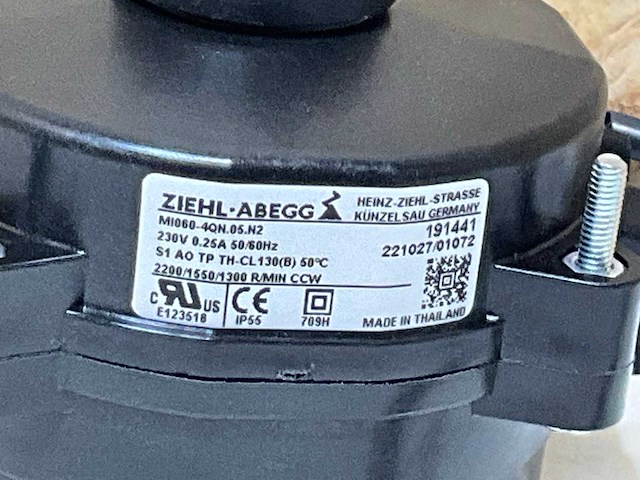 ZIEHL-ABEGG
HEINZ-ZIEHL-STRASSE
KÜNZELSAU GERMANY
MI060-4QN.05.N2
191441
230V 0.25A 50/60Hz
221027/01072
S1 AO TP TH-CL130(B) 50°C
2200/1550/1300 R/MIN CCW
C RU US
CE
E123518
IP55
709H
MADE IN THAILAND